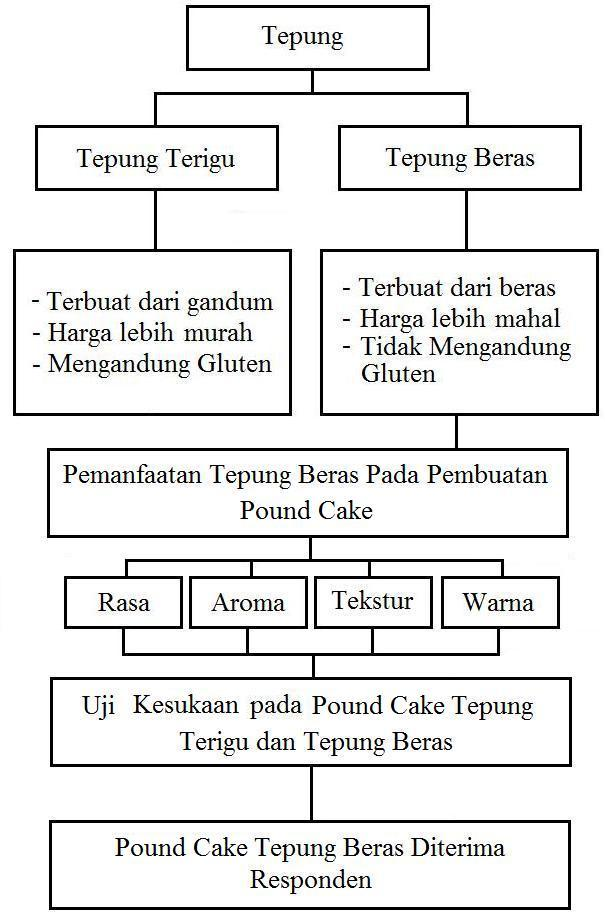 Tepung
Tepung Terigu
Tepung Beras
- Terbuat dari gandum
- Harga lebih murah
- Mengandung Gluten
- Terbuat dari beras
- Harga lebih mahal
- Tidak Mengandung
Gluten
Pemanfaatan Tepung Beras Pada Pembuatan
Pound Cake
Rasa
Aroma
Tekstur
Warna
Uji Kesukaan pada Pound Cake Tepung
Terigu dan Tepung Beras
Pound Cake Tepung Beras Diterima
Responden